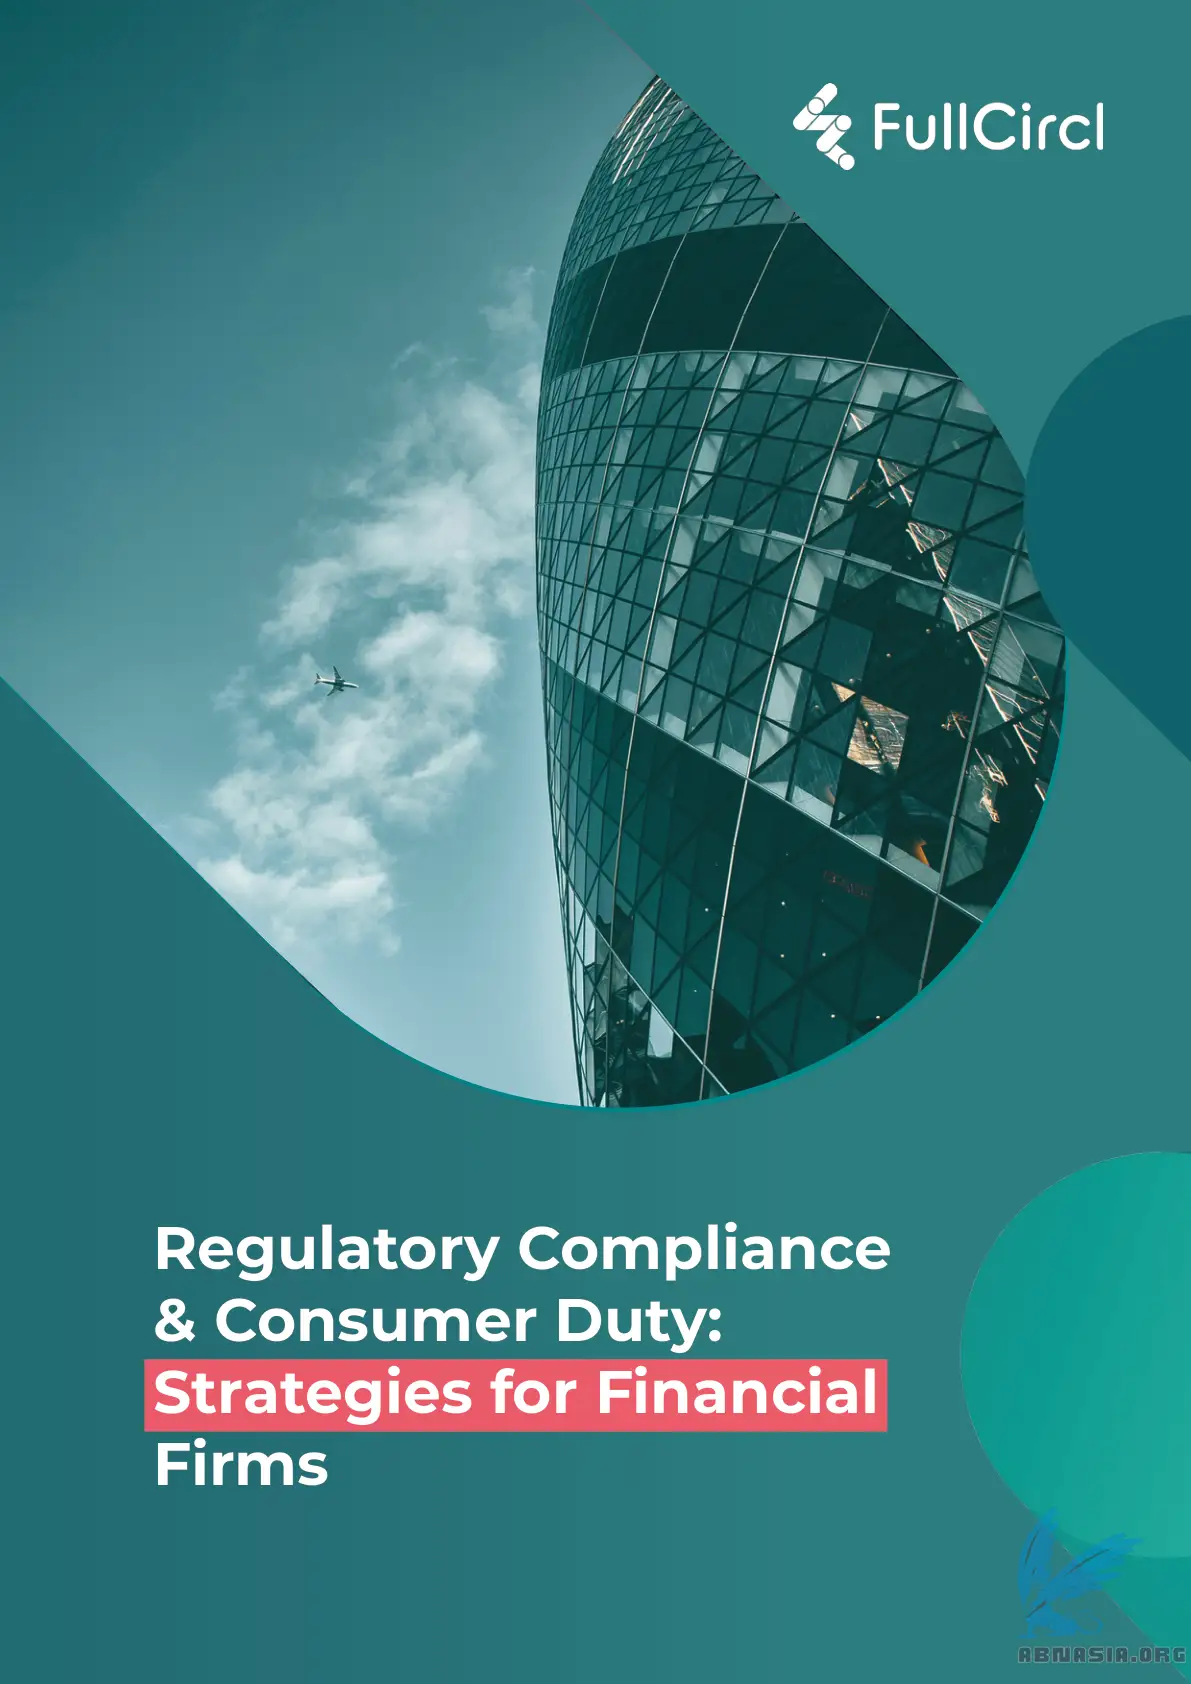 FullCircl
Regulatory Compliance
& Consumer Duty:
Strategies for Financial
Firms
ABNASIA.ORG